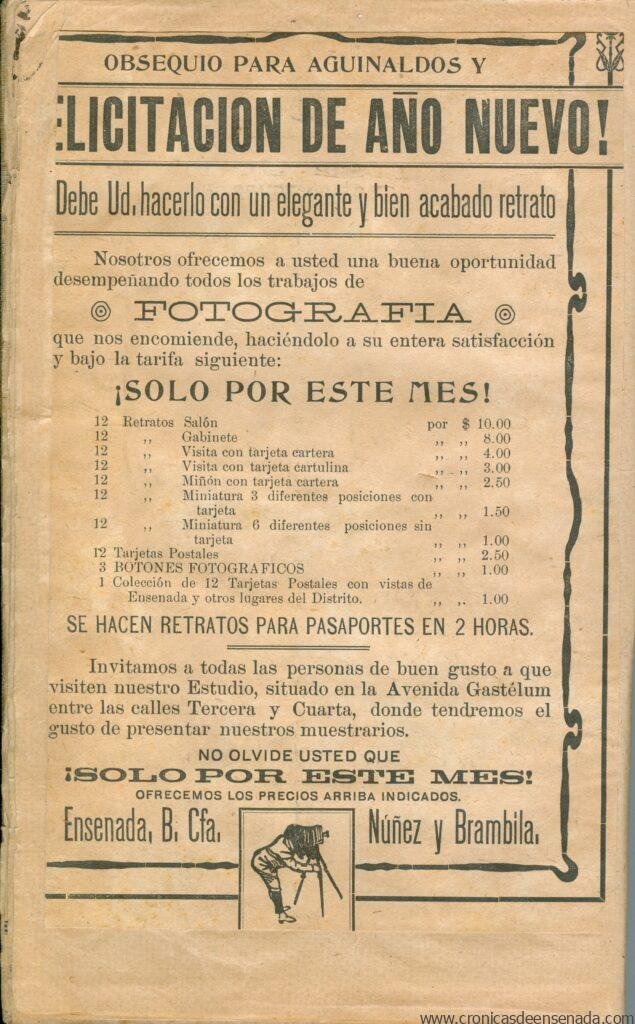 OBSEQUIO PARA AGUINALDOS Y
ELICITACION DE AÑO NUEVO!
Debe Ud. hacerlo con un elegante y bien acabado retrato
Nosotros ofrecemos a usted una buena oportunidad
desempeñando todos los trabajos de
FOTOGRAFIA
que nos encomiende, haciéndolo a su entera satisfacción
y bajo la tarifa siguiente:
¡SOLO POR ESTE MES!
12 Retratos Salón por $ 10.00
12 ,, Gabinete ,, ,, 8.00
12 ,, Visita con tarjeta cartera ,, ,, 4.00
12 ,, Visita con tarjeta cartulina ,, ,, 3.00
12 ,, Miñón con tarjeta cartera ,, ,, 2.50
12 ,, Miniatura 3 diferentes posiciones con
tarjeta ,, ,, 1.50
12 ,, Miniatura 6 diferentes posiciones sin
tarjeta ,, ,, 1.00
12 Tarjetas Postales ,, ,, 2.50
3 BOTONES FOTOGRAFICOS ,, ,, 1.00
1 Colección de 12 Tarjetas Postales con vistas de
Ensenada y otros lugares del Distrito. ,, ,. 1.00
SE HACEN RETRATOS PARA PASAPORTES EN 2 HORAS.
Invitamos a todas las personas de buen gusto a que
visiten nuestro Estudio, situado en la Avenida Gastélum
entre las calles Tercera y Cuarta, donde tendremos el
gusto de presentar nuestros muestrarios.
NO OLVIDE USTED QUE
¡SOLO POR ESTE MES!
OFRECEMOS LOS PRECIOS ARRIBA INDICADOS.
Ensenada, B. Cfa. Núñez y Brambila.
www.cronicasdeensenada.com